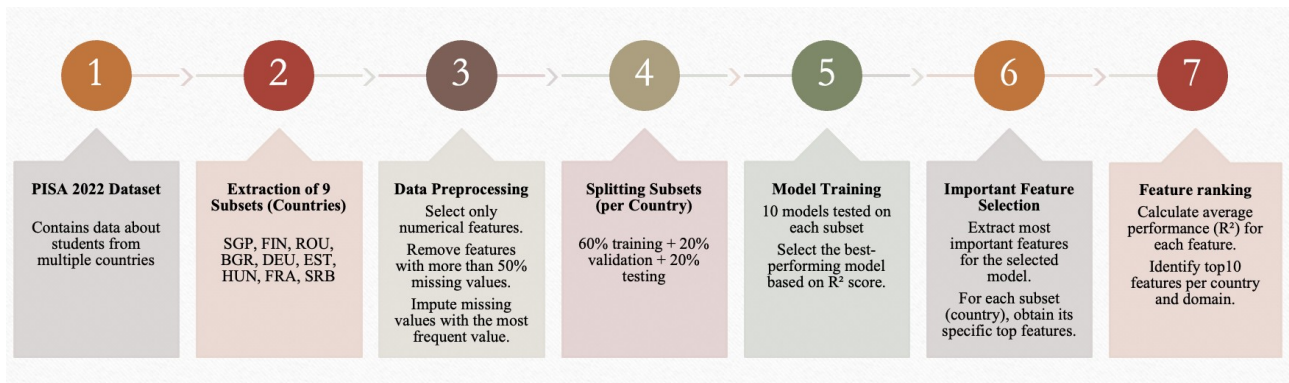 1
2
3
4
5
6
7
PISA 2022 Dataset
Contains data about
students from
multiple countries
Extraction of 9
Subsets (Countries)
SGP, FIN, ROU,
BGR, DEU, EST,
HUN, FRA, SRB
Data Preprocessing
Select only
numerical features.
Remove features
with more than 50%
missing values.
Impute missing
values with the most
frequent value.
Splitting Subsets
(per Country)
60% training + 20%
validation + 20%
testing
Model Training
10 models tested on
each subset
Select the best-
performing model
based on R² score.
Important Feature
Selection
Extract most
important features
for the selected
model.
For each subset
(country), obtain its
specific top features.
Feature ranking
Calculate average
performance (R²) for
each feature.
Identify top10
features per country
and domain.